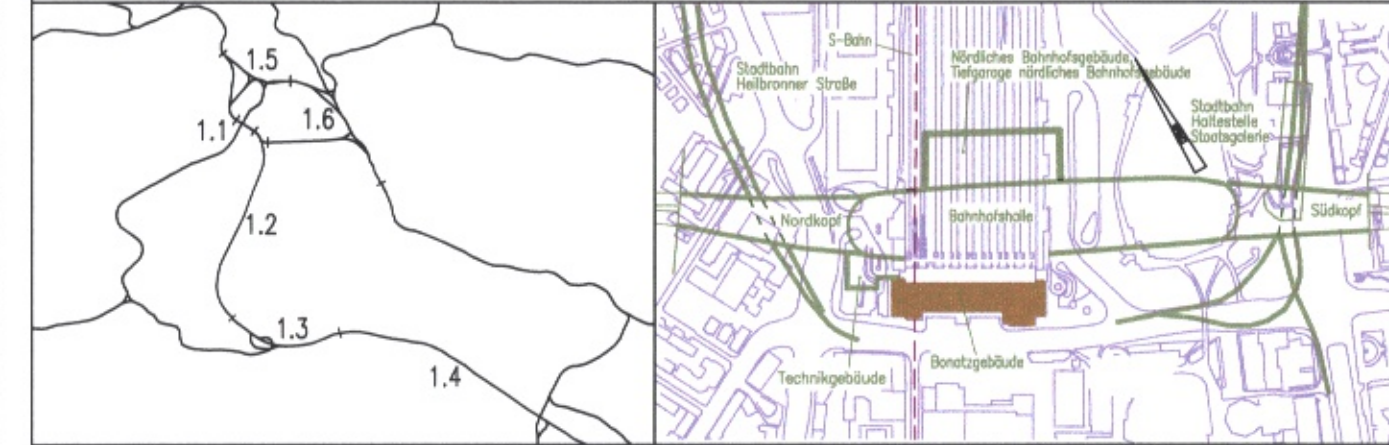 1.5
1.1
1.6
1.2
1.3
1.4
S-Bahn
Stadtbahn
Heilbronner Straße
Nördliches Bahnhofsgebäude,
Tiefgarage nördliches Bahnhofsgebäude
Stadtbahn
Haltestelle
Staatsgalerie
Nordkopf
Bahnhofshalle
Südkopf
Technikgebäude
Bonatzgebäude